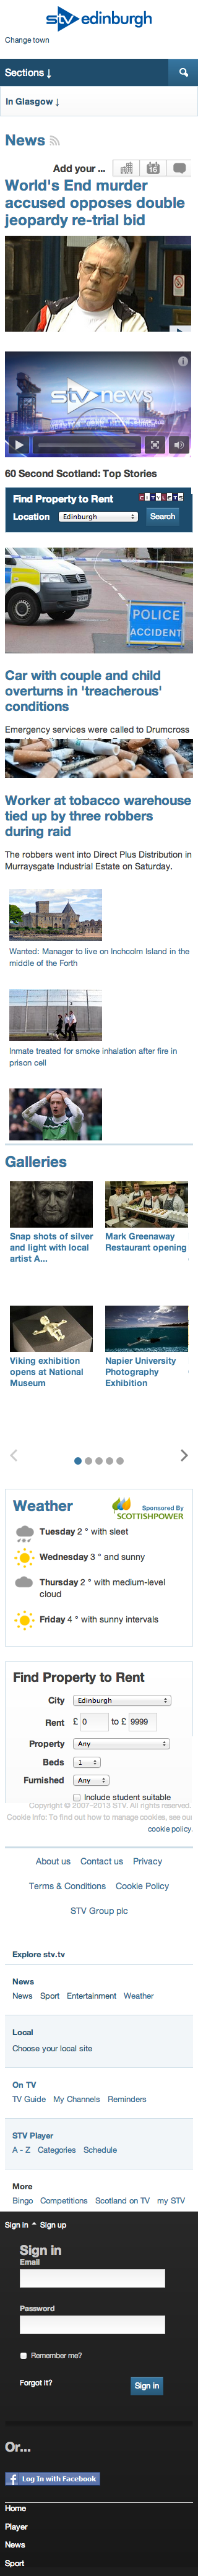 stv edinburgh
Change town
Sections ↓
In Glasgow ↓
News
Add your ...
16
World's End murder
accused opposes double
jeopardy re-trial bid
stv news
60 Second Scotland: Top Stories
Find Property to Rent
CITYLETS
Location Edinburgh Search
POLICE
ACCIDENT
Car with couple and child
overturns in 'treacherous'
conditions
Emergency services were called to Drumcross
Worker at tobacco warehouse
tied up by three robbers
during raid
The robbers went into Direct Plus Distribution in
Murraysgate Industrial Estate on Saturday.
Wanted: Manager to live on Inchcolm Island in the
middle of the Forth
Inmate treated for smoke inhalation after fire in
prison cell
Galleries
Snap shots of silver
and light with local
artist A...
Mark Greenaway
Restaurant opening
Viking exhibition
opens at National
Museum
Napier University
Photography
Exhibition
Weather
Sponsored By
SCOTTISHPOWER
Tuesday 2 ° with sleet
Wednesday 3 ° and sunny
Thursday 2 ° with medium-level
cloud
Friday 4 ° with sunny intervals
Find Property to Rent
City Edinburgh
Rent £ 0 to £ 9999
Property Any
Beds 1
Furnished Any
Include student suitable
Copyright © 2007-2013 STV. All rights reserved.
Cookie Info: To find out how to manage cookies, see our
cookie policy.
About us Contact us Privacy
Terms & Conditions Cookie Policy
STV Group plc
Explore stv.tv
News
News Sport Entertainment Weather
Local
Choose your local site
On TV
TV Guide My Channels Reminders
STV Player
A - Z Categories Schedule
More
Bingo Competitions Scotland on TV my STV
Sign in Sign up
Sign in
Email
Password
Remember me?
Forgot it? Sign in
Or...
f Log In with Facebook
Home
Player
News
Sport